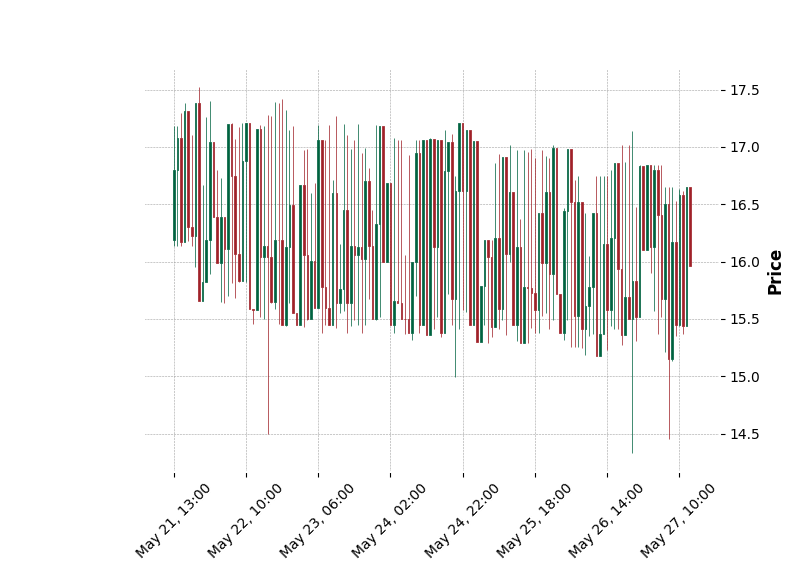 17.5
17.0
16.5
16.0
15.5
15.0
14.5
Price
May 21, 13:00
May 22, 10:00
May 23, 06:00
May 24, 02:00
May 24, 22:00
May 25, 18:00
May 26, 14:00
May 27, 10:00